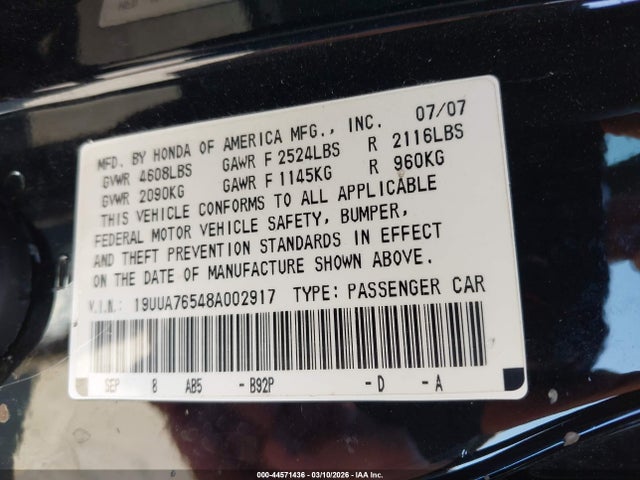 MFD. BY HONDA OF AMERICA MFG., INC. 07/07
GVWR 4608LBS GAWR F 2524LBS R 2116LBS
GVWR 2090KG GAWR F 1145KG R 960KG
THIS VEHICLE CONFORMS TO ALL APPLICABLE
FEDERAL MOTOR VEHICLE SAFETY, BUMPER,
AND THEFT PREVENTION STANDARDS IN EFFECT
ON THE DATE OF MANUFACTURE SHOWN ABOVE.
V.I.N.: 19UUA76548A002917 TYPE: PASSENGER CAR
SEP 8 AB5 -B92P -D -A
000-44571436 - 03/10/2026 - IAA Inc.